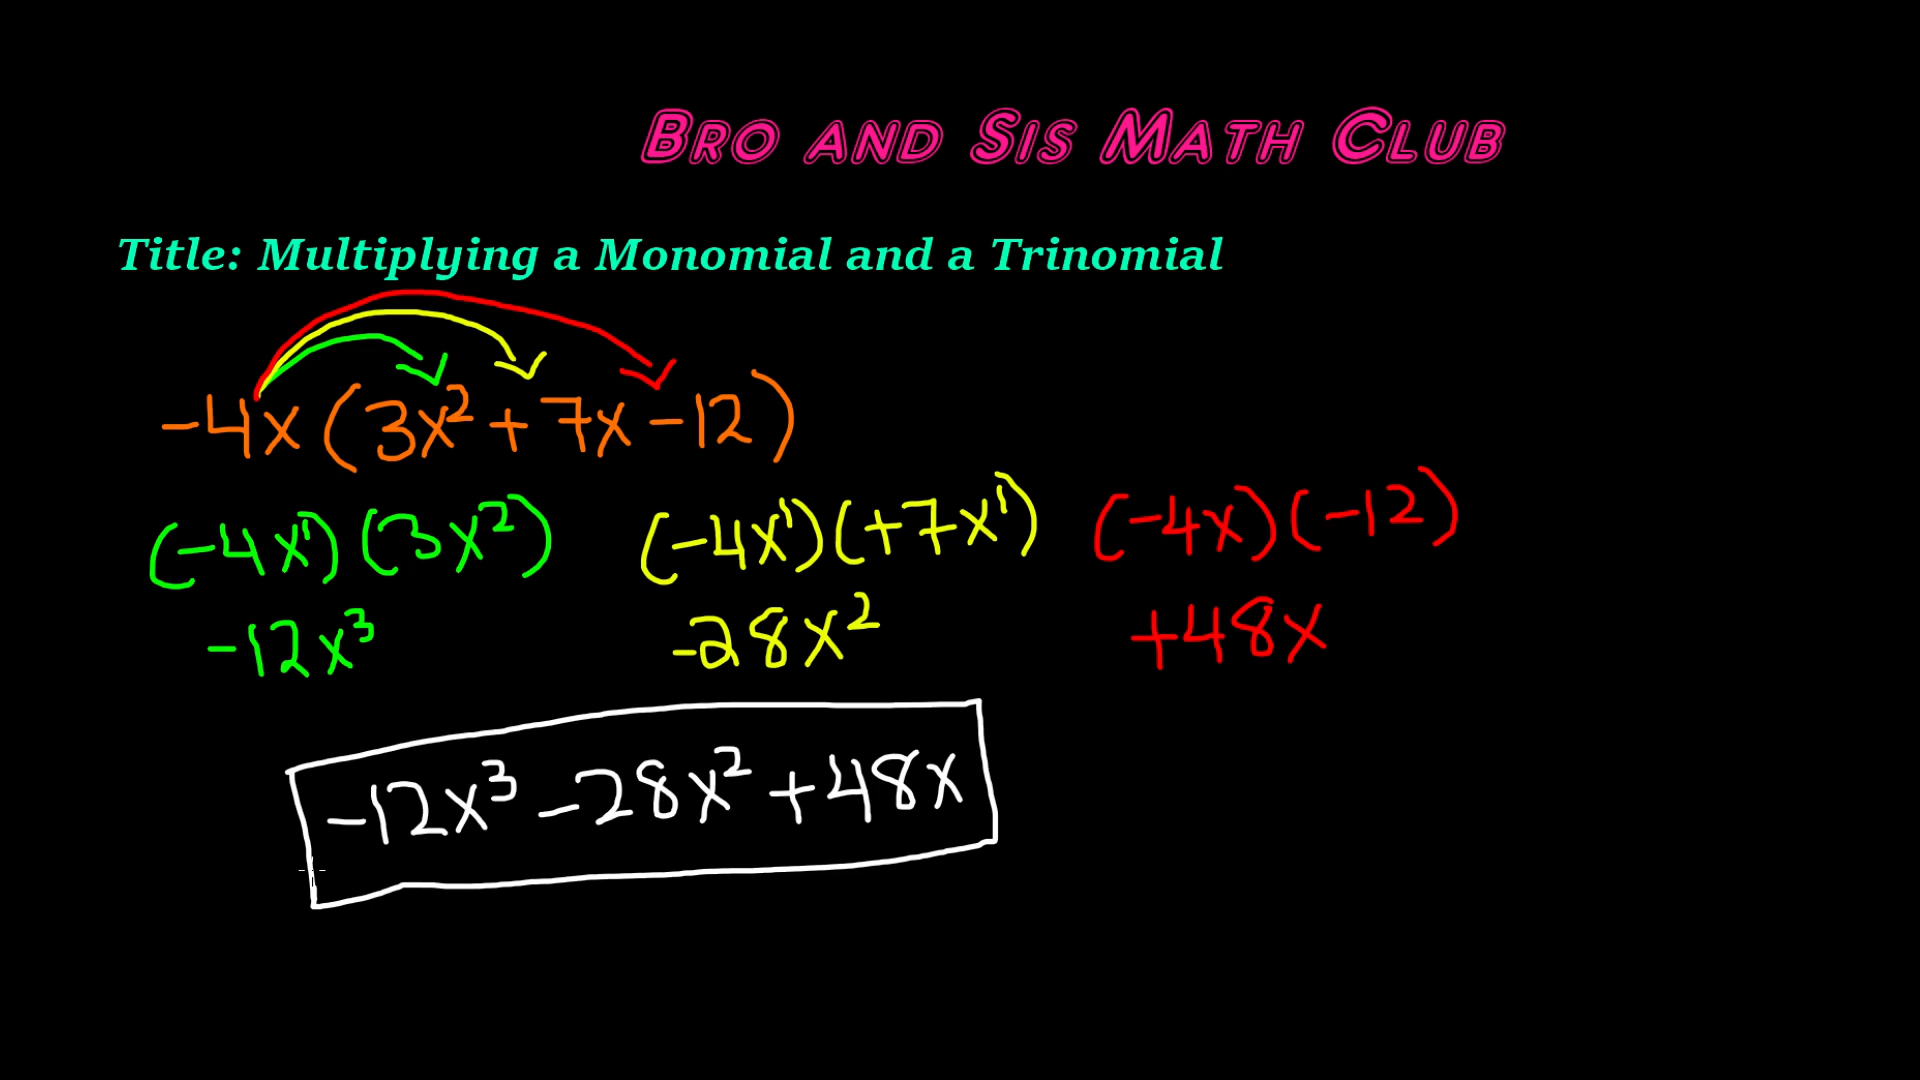 BRO AND SIS MATH CLUB
Title: Multiplying a Monomial and a Trinomial
-4x(3x²+7x-12)
(-4x¹)(3x²) (-4x¹)(+7x¹) (-4x)(-12)
-12x³ -28x² +48x
-12x³-28x²+48x